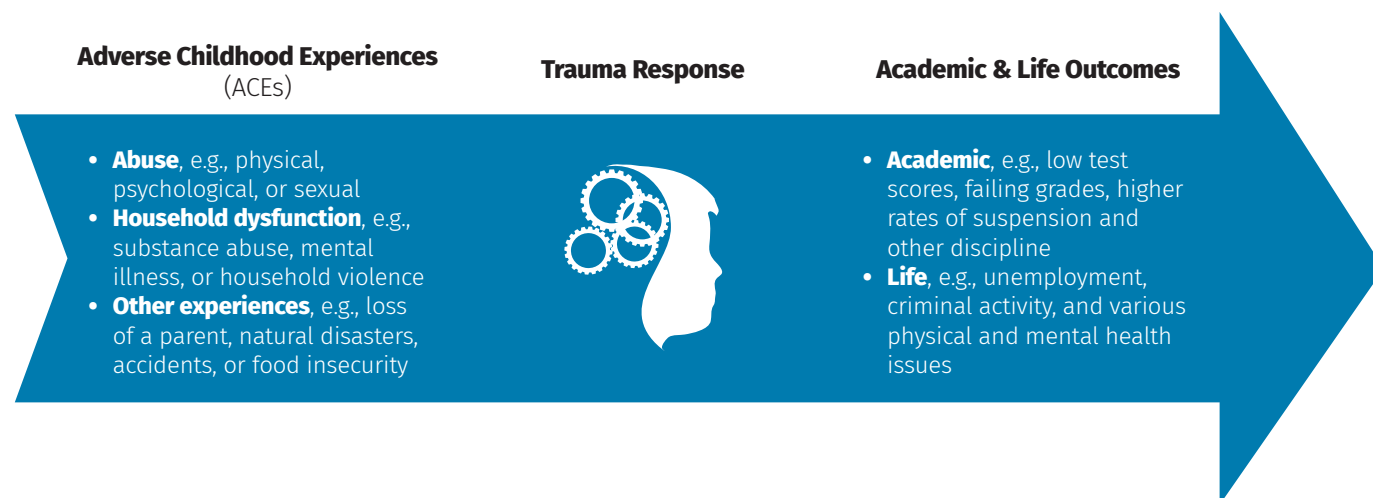 Adverse Childhood Experiences
(ACEs)
Trauma Response
Academic & Life Outcomes
• Abuse, e.g., physical,
psychological, or sexual
• Household dysfunction, e.g.,
substance abuse, mental
illness, or household violence
• Other experiences, e.g., loss
of a parent, natural disasters,
accidents, or food insecurity
• Academic, e.g., low test
scores, failing grades, higher
rates of suspension and
other discipline
• Life, e.g., unemployment,
criminal activity, and various
physical and mental health
issues